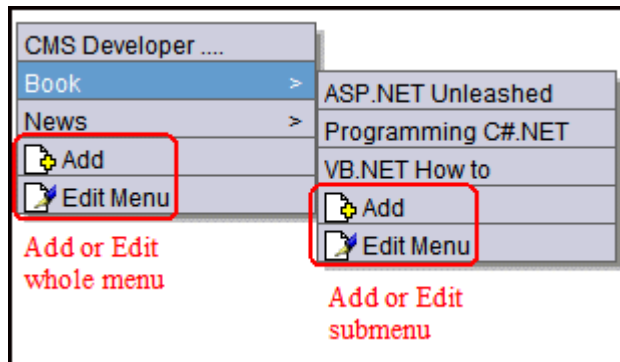 CMS Developer ....
Book >
News >
Add
Edit Menu
Add or Edit
whole menu
ASP.NET Unleashed
Programming C#.NET
VB.NET How to
Add
Edit Menu
Add or Edit
submenu